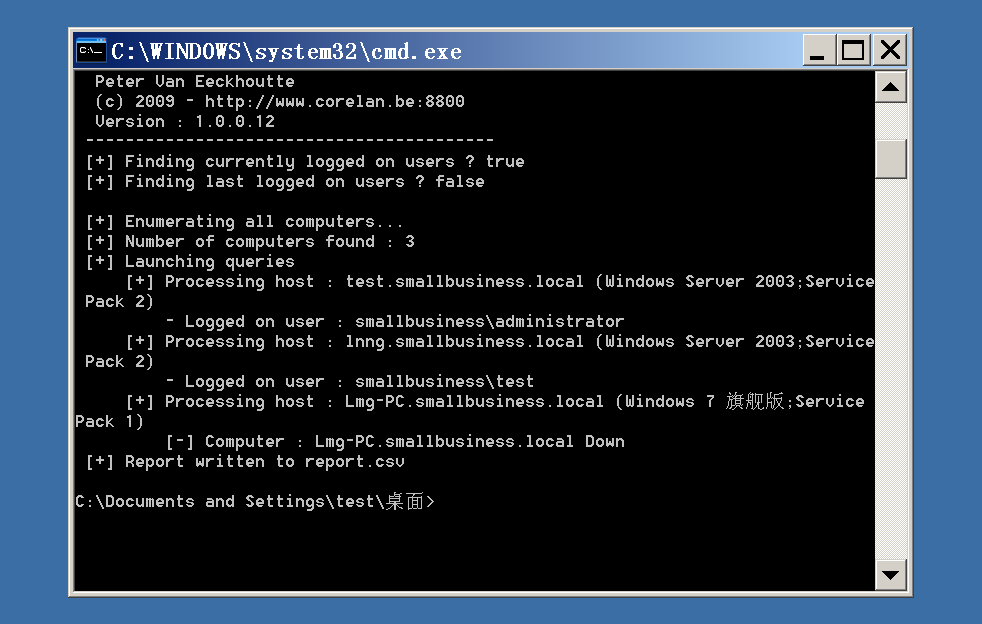 C:\WINDOWS\system32\cmd.exe
Peter Van Eeckhoutte
(c) 2009 - http://www.corelan.be:8800
Version : 1.0.0.12
-----------------------------------------
[+] Finding currently logged on users ? true
[+] Finding last logged on users ? false
[+] Enumerating all computers...
[+] Number of computers found : 3
[+] Launching queries
[+] Processing host : test.smallbusiness.local (Windows Server 2003;Service
Pack 2)
- Logged on user : smallbusiness\administrator
[+] Processing host : lnng.smallbusiness.local (Windows Server 2003;Service
Pack 2)
- Logged on user : smallbusiness\test
[+] Processing host : Lmg-PC.smallbusiness.local (Windows 7 旗舰版;Service
Pack 1)
[-] Computer : Lmg-PC.smallbusiness.local Down
[+] Report written to report.csv
C:\Documents and Settings\test\桌面>